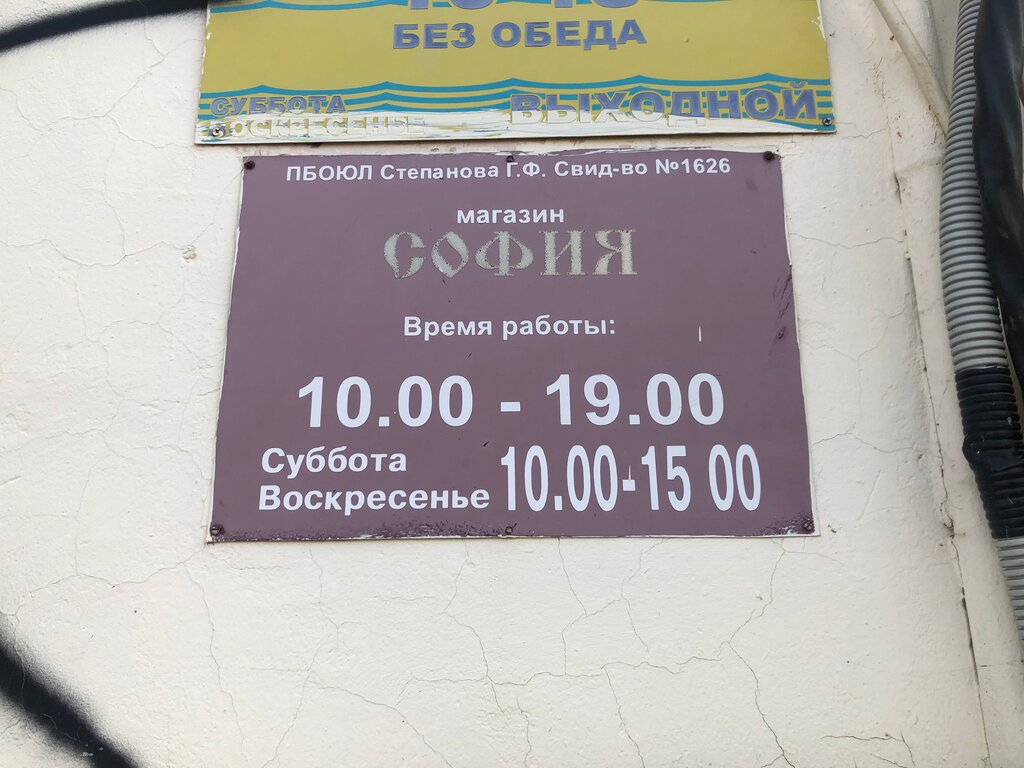 БЕЗ ОБЕДА
СУББОТА
ВОСКРЕСЕНЬЕ
ВЫХОДНОЙ
ПБОЮЛ Степанова Г.Ф. Свид-во №1626
магазин
СОФИЯ
Время работы:
10.00 - 19.00
Суббота
Воскресенье 10.00-15 00